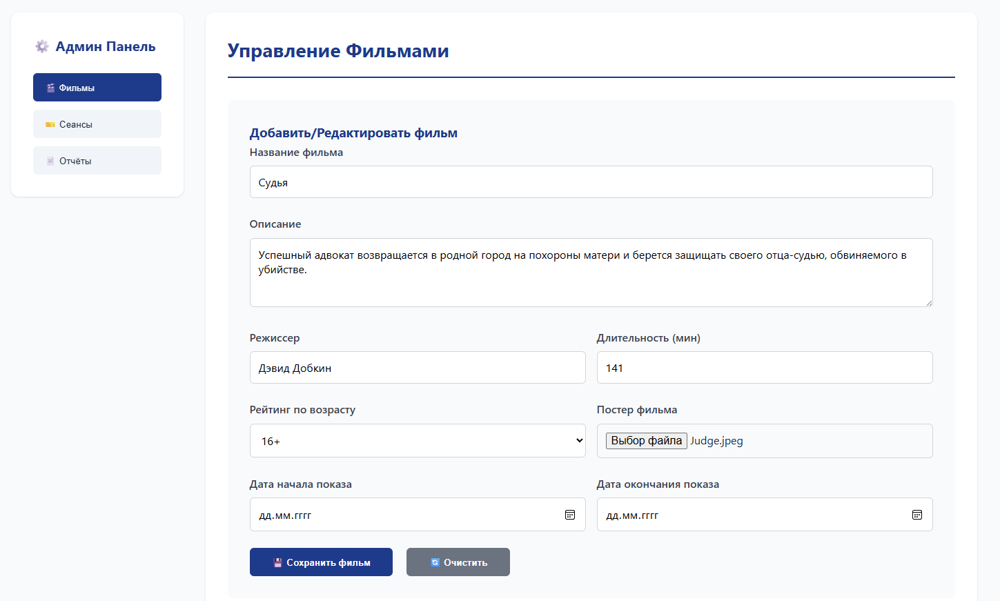 Админ Панель
Фильмы
Сеансы
Отчёты
Управление Фильмами
Добавить/Редактировать фильм
Название фильма
Судья
Описание
Успешный адвокат возвращается в родной город на похороны матери и берется защищать своего отца-судью, обвиняемого в
убийстве.
Режиссер
Длительность (мин)
Дэвид Добкин
141
Рейтинг по возрасту
Постер фильма
16+
Выбор файла Judge.jpeg
Дата начала показа
Дата окончания показа
дд.мм.гггг
дд.мм.гггг
Сохранить фильм
Очистить